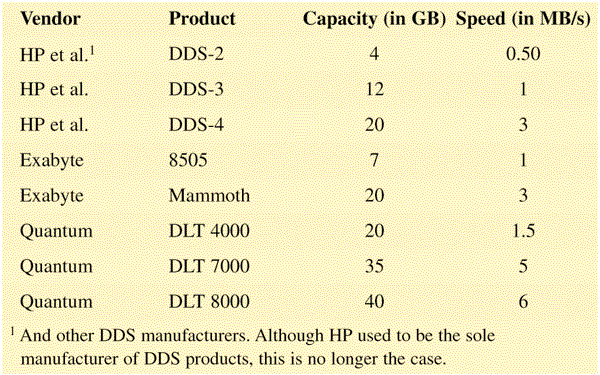 Vendor Product Capacity (in GB) Speed (in MB/s)
HP et al.1 DDS-2 4 0.50
HP et al. DDS-3 12 1
HP et al. DDS-4 20 3
Exabyte 8505 7 1
Exabyte Mammoth 20 3
Quantum DLT 4000 20 1.5
Quantum DLT 7000 35 5
Quantum DLT 8000 40 6
1 And other DDS manufacturers. Although HP used to be the sole
manufacturer of DDS products, this is no longer the case.